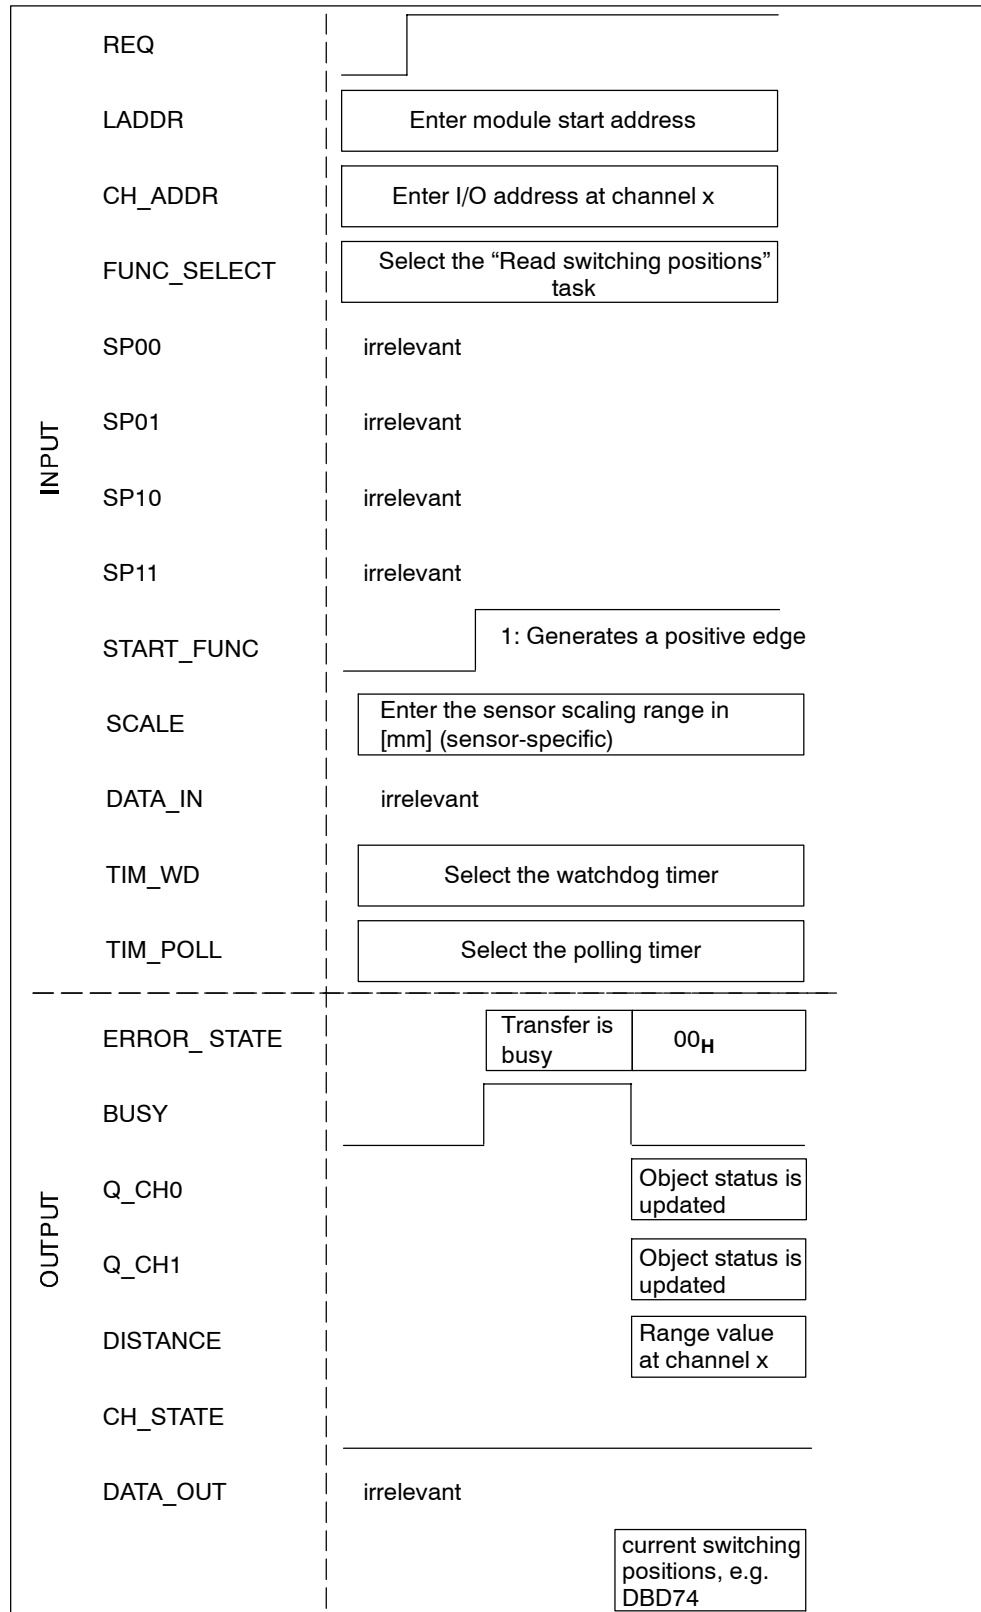 REQ
LADDR
Enter module start address
CH_ADDR
Enter I/O address at channel x
FUNC_SELECT
Select the “Read switching positions”
task
SP00
irrelevant
SP01
irrelevant
INPUT
SP10
irrelevant
SP11
irrelevant
START_FUNC
1: Generates a positive edge
SCALE
Enter the sensor scaling range in
[mm] (sensor-specific)
DATA_IN
irrelevant
TIM_WD
Select the watchdog timer
TIM_POLL
Select the polling timer
ERROR_ STATE
Transfer is
busy
00H
BUSY
Q_CH0
Object status is
updated
OUTPUT
Q_CH1
Object status is
updated
DISTANCE
Range value
at channel x
CH_STATE
DATA_OUT
irrelevant
current switching
positions, e.g.
DBD74